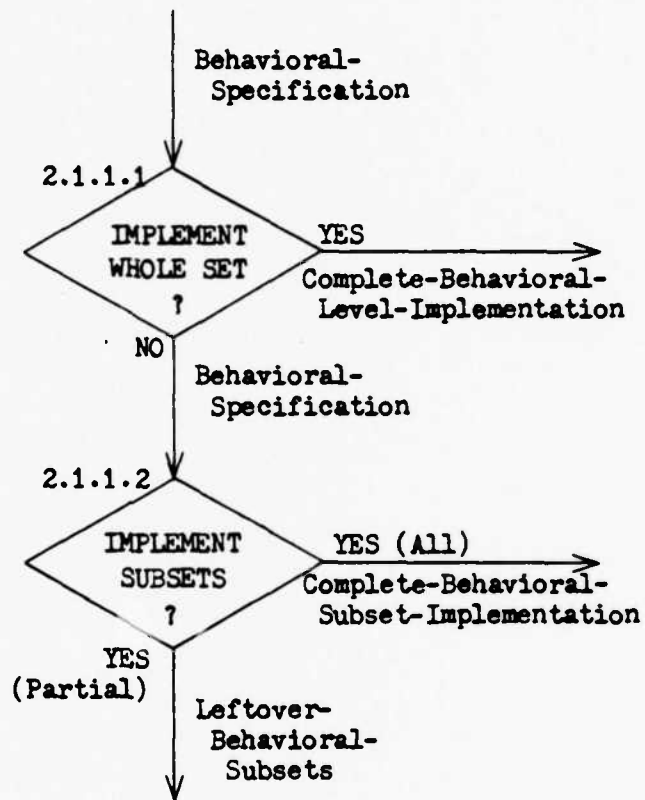 Behavioral-
Specification
2.1.1.1
IMPLEMENT
WHOLE SET
?
YES
Complete-Behavioral-
Level-Implementation
NO
Behavioral-
Specification
2.1.1.2
IMPLEMENT
SUBSETS
?
YES (All)
Complete-Behavioral-
Subset-Implementation
YES
(Partial)
Leftover-
Behavioral-
Subsets